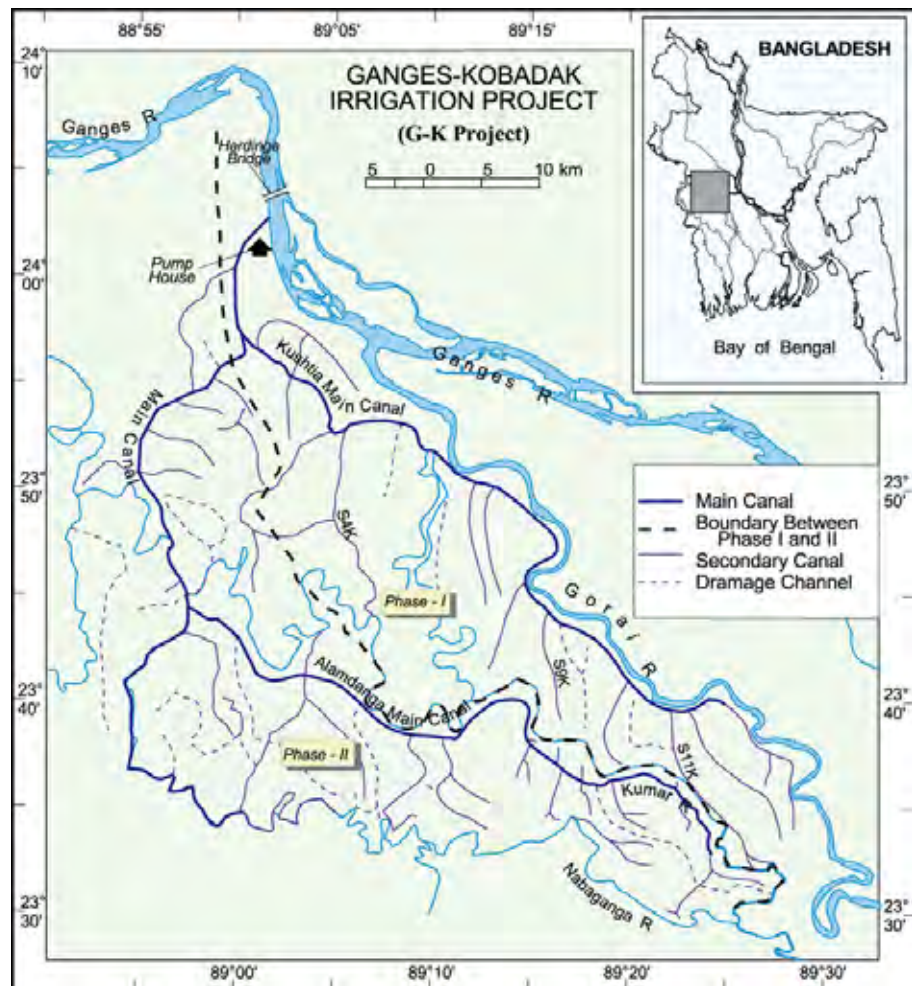 88°55'
89°05'
89°15'
24°
10'
GANGES-KOBADAK
IRRIGATION PROJECT
(G-K Project)
5 0 5 10 km
BANGLADESH
Bay of Bengal
Ganges R
Herdinge
Bridge
Pump
House
24°
00'
Kushtia Main Canal
Ganges R
Main Canal
23°
50'
23°
50'
Main Canal
Boundary Between
Phase I and II
Secondary Canal
Dramage Channel
S4K
Phase - I
Gorai R
S9K
23°
40'
23°
40'
Alamdanga Main Canal
Phase - II
S11K
Kumar R
Nabaganga R
23°
30'
23°
30'
89°00'
89°10'
89°20'
89°30'